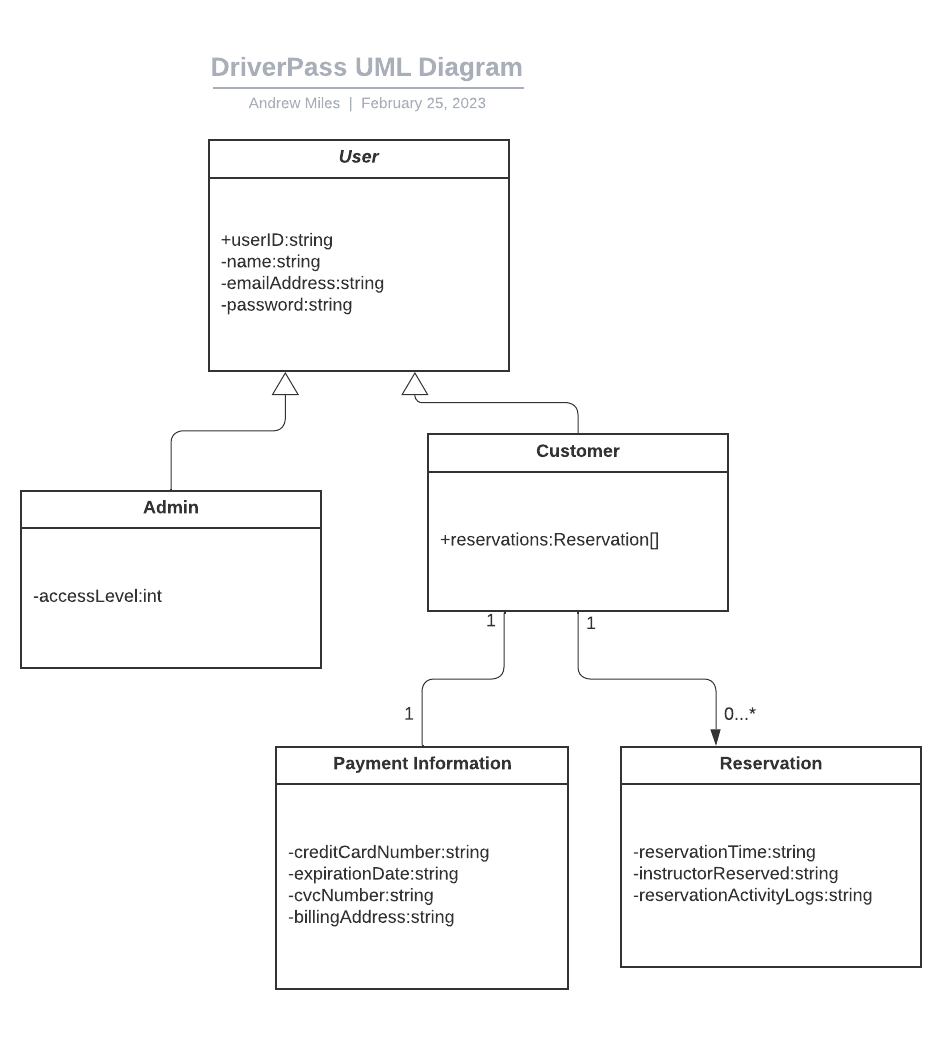 DriverPass UML Diagram
Andrew Miles | February 25, 2023
User
+userID:string
-name:string
-emailAddress:string
-password:string
Customer
+reservations:Reservation[]
Admin
-accessLevel:int
1
1
1
0...*
Payment Information
-creditCardNumber:string
-expirationDate:string
-cvcNumber:string
-billingAddress:string
Reservation
-reservationTime:string
-instructorReserved:string
-reservationActivityLogs:string